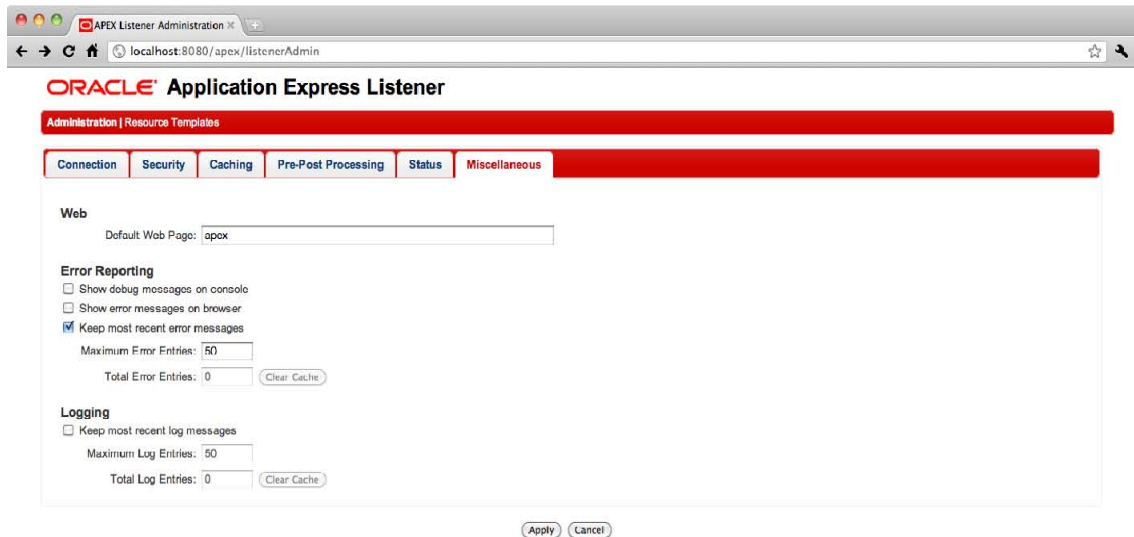 APEX Listener Administration
localhost:8080/apex/listenerAdmin
ORACLE Application Express Listener
Administration | Resource Templates
Connection Security Caching Pre-Post Processing Status Miscellaneous
Web
Default Web Page: apex
Error Reporting
Show debug messages on console
Show error messages on browser
Keep most recent error messages
Maximum Error Entries: 50
Total Error Entries: 0 Clear Cache
Logging
Keep most recent log messages
Maximum Log Entries: 50
Total Log Entries: 0 Clear Cache
Apply Cancel